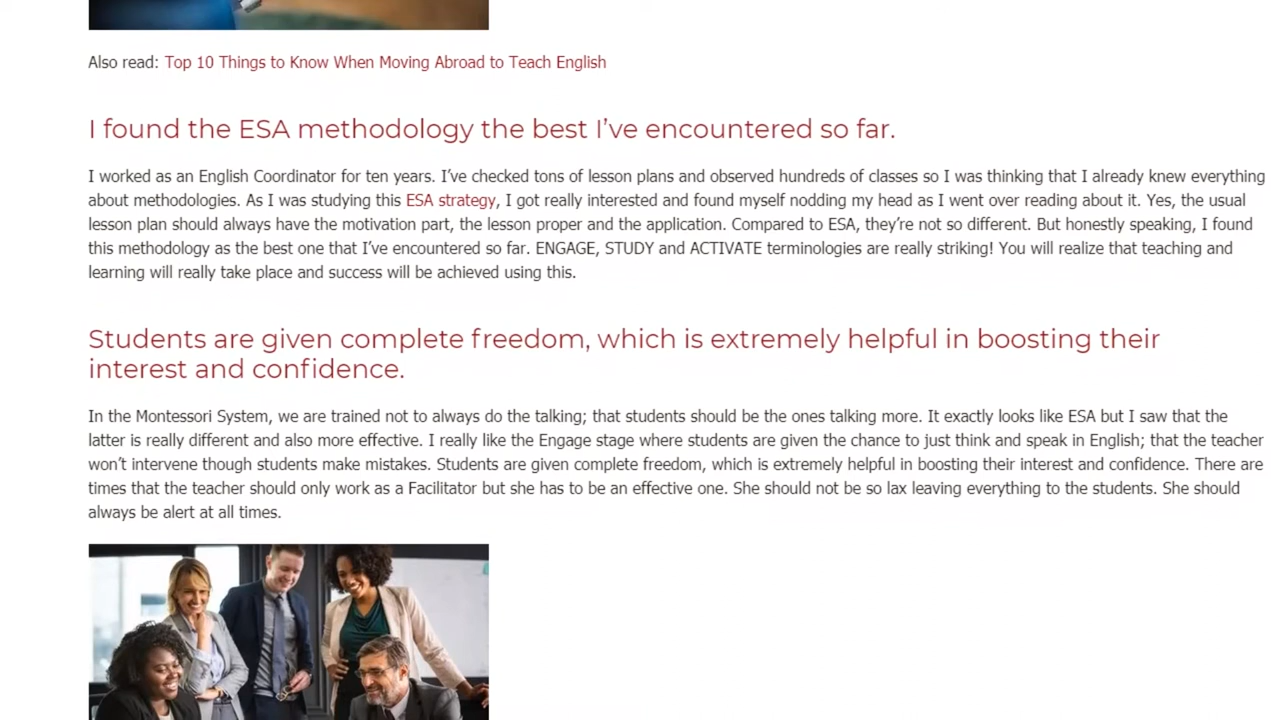 Also read: Top 10 Things to Know When Moving Abroad to Teach English
I found the ESA methodology the best I've encountered so far.
I worked as an English Coordinator for ten years. I've checked tons of lesson plans and observed hundreds of classes so I was thinking that I already knew everything
about methodologies. As I was studying this ESA strategy, I got really interested and found myself nodding my head as I went over reading about it. Yes, the usual
lesson plan should always have the motivation part, the lesson proper and the application. Compared to ESA, they're not so different. But honestly speaking, I found
this methodology as the best one that I've encountered so far. ENGAGE, STUDY and ACTIVATE terminologies are really striking! You will realize that teaching and
learning will really take place and success will be achieved using this.
Students are given complete freedom, which is extremely helpful in boosting their
interest and confidence.
In the Montessori System, we are trained not to always do the talking; that students should be the ones talking more. It exactly looks like ESA but I saw that the
latter is really different and also more effective. I really like the Engage stage where students are given the chance to just think and speak in English; that the teacher
won't intervene though students make mistakes. Students are given complete freedom, which is extremely helpful in boosting their interest and confidence. There are
times that the teacher should only work as a Facilitator but she has to be an effective one. She should not be so lax leaving everything to the students. She should
always be alert at all times.